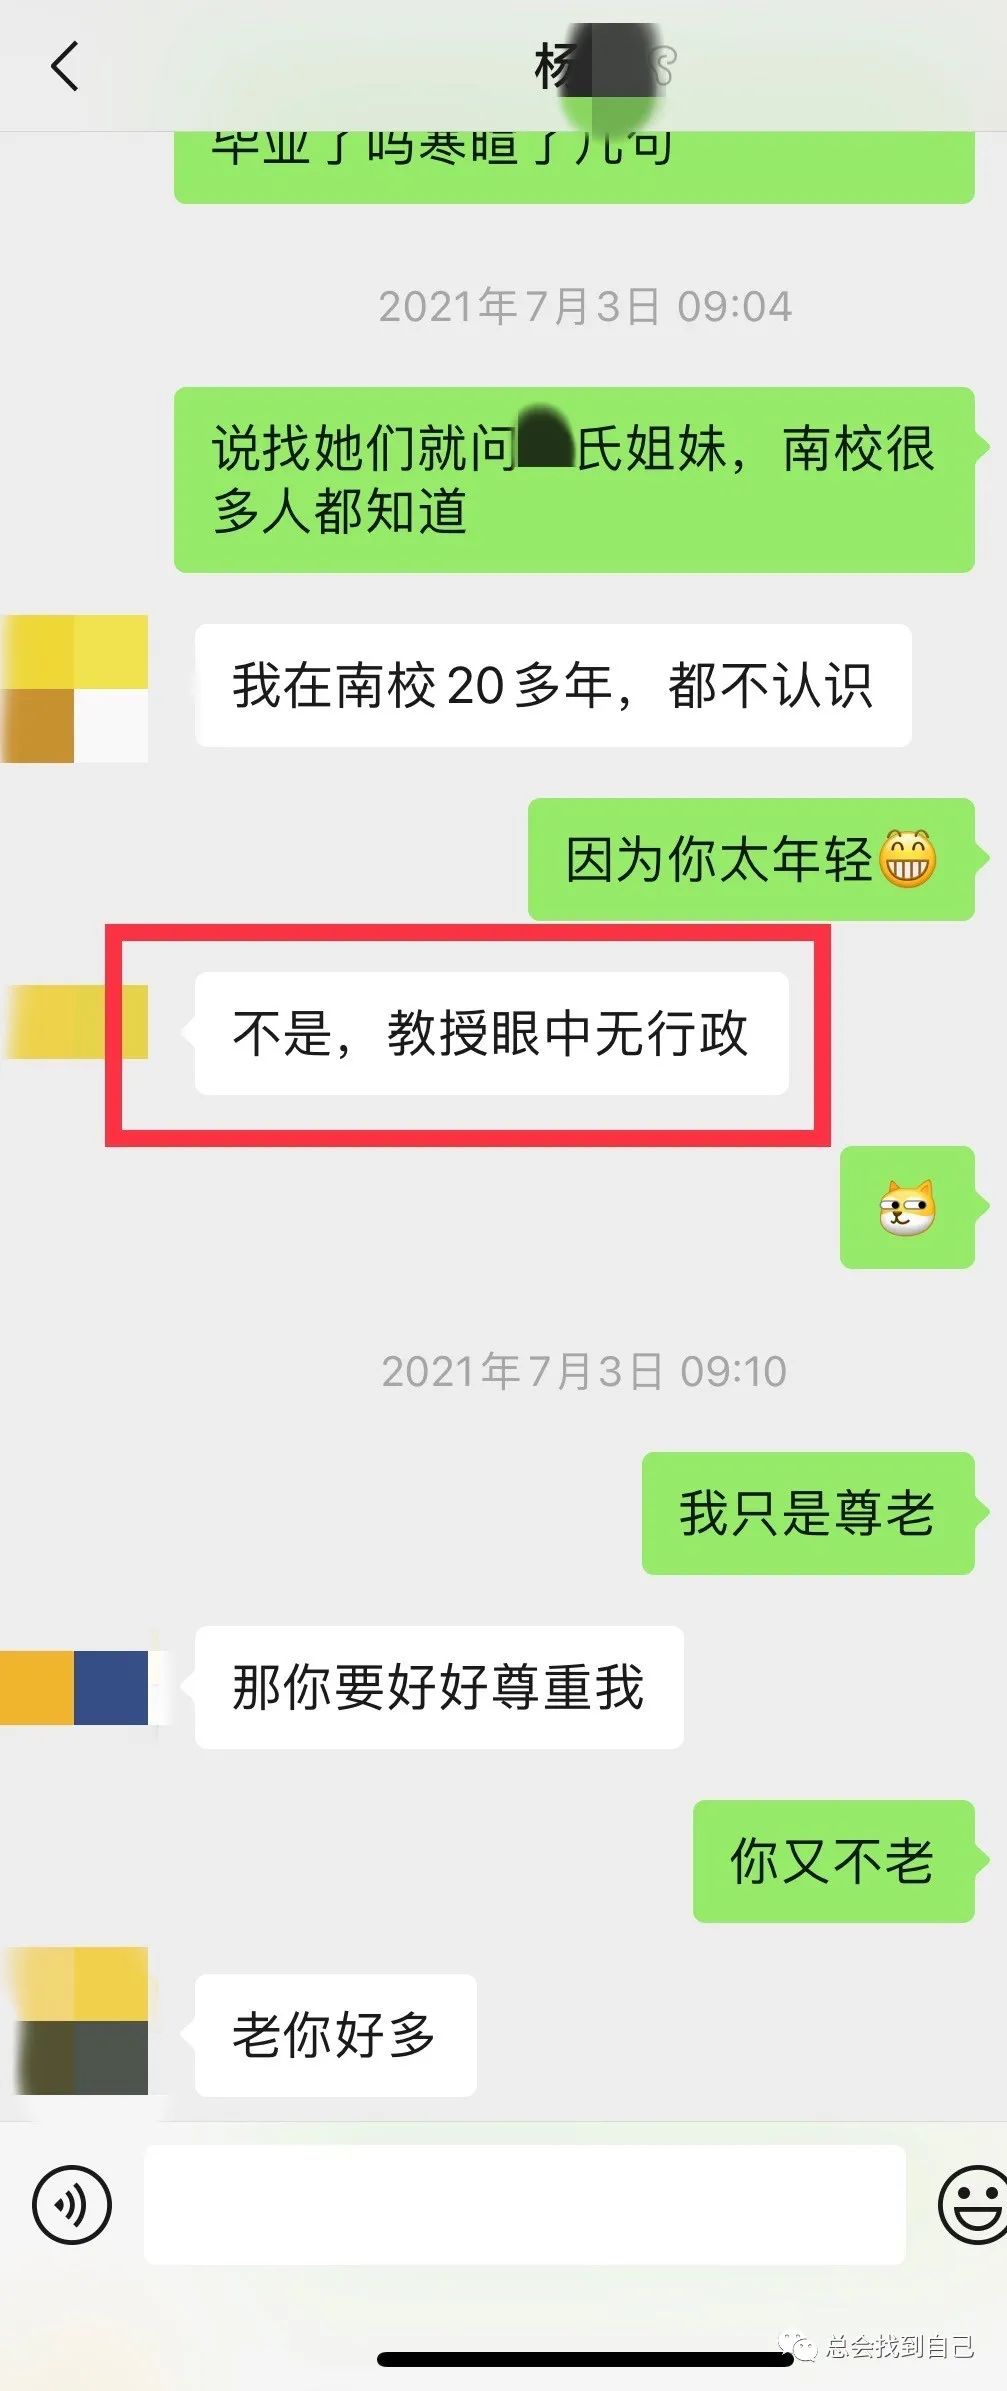 杨
毕业了吗寒暄了几句
2021年7月3日 09:04
说找她们就问氏姐妹，南校很
多人都知道
我在南校20多年，都不认识
因为你太年轻😁
不是，教授眼中无行政
2021年7月3日 09:10
我只是尊老
那你要好好尊重我
你又不老
老你好多
总会找到自己